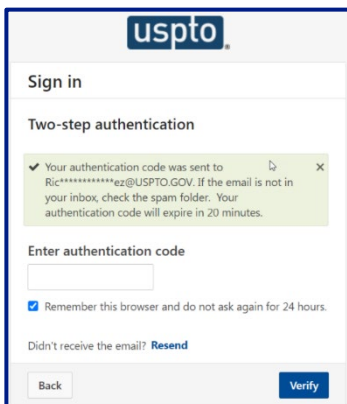 uspto®
Sign in
Two-step authentication
✔ Your authentication code was sent to
Ric************ez@USPTO.GOV. If the email is not in
your inbox, check the spam folder. Your
authentication code will expire in 20 minutes.
Enter authentication code
Remember this browser and do not ask again for 24 hours.
Didn't receive the email? Resend
Back Verify